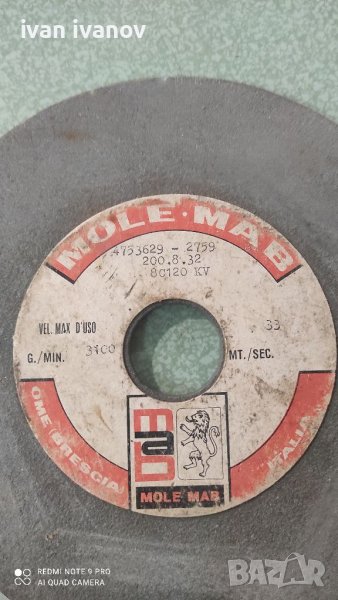 ivan ivanov
MOLE·MAB
4753629 - 2759
200.8.32
8C120 KV
VEL. MAX D'USO
33
G./MIN.
3100
MT./SEC.
OME (BRESCIA)
ITALIA
MOLE MAB
REDMI NOTE 9 PRO
AI QUAD CAMERA
BAZAR